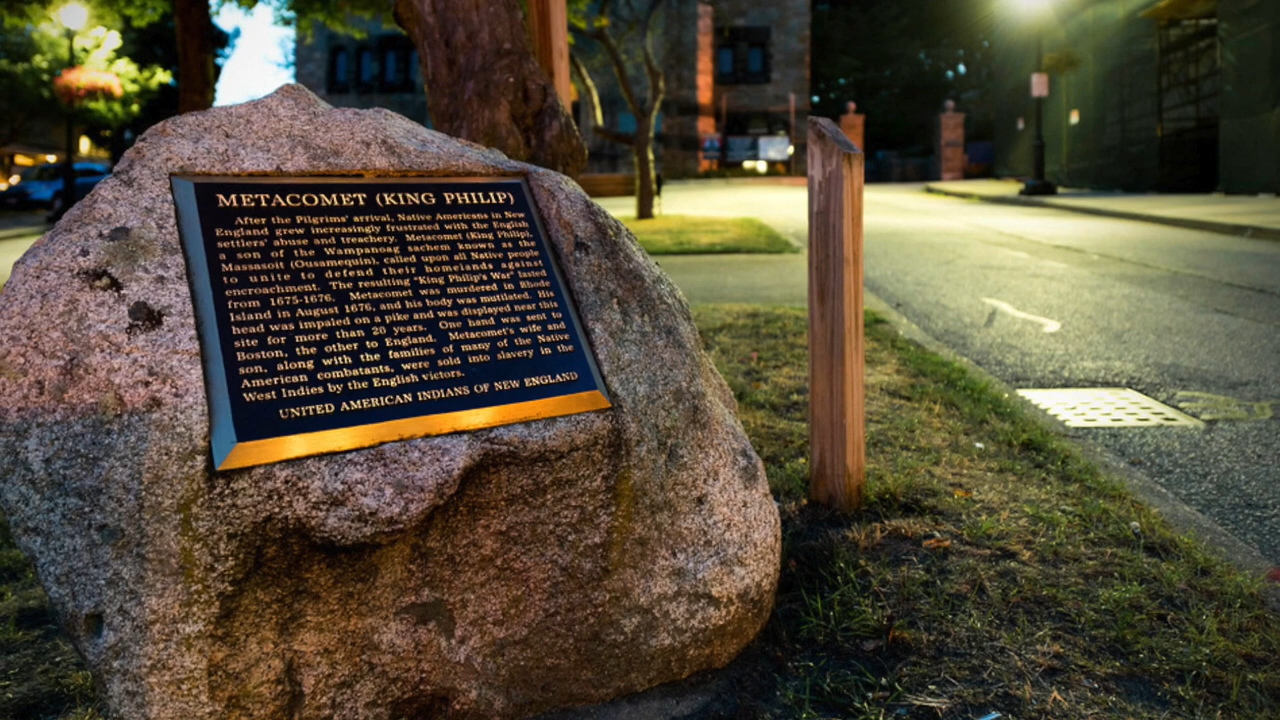 METACOMET (KING PHILIP)
After the Pilgrims' arrival, Native Americans in New
England grew increasingly frustrated with the English
settlers' abuse and treachery. Metacomet (King Philip),
a son of the Wampanoag sachem known as the
Massasoit (Ousamequin), called upon all Native people
to unite to defend their homelands against
encroachment. The resulting "King Philip's War" lasted
from 1675-1676. Metacomet was murdered in Rhode
Island in August 1676, and his body was mutilated. His
head was impaled on a pike and was displayed near this
site for more than 20 years. One hand was sent to
Boston, the other to England. Metacomet's wife and
son, along with the families of many of the Native
American combatants, were sold into slavery in the
West Indies by the English victors.
UNITED AMERICAN INDIANS OF NEW ENGLAND